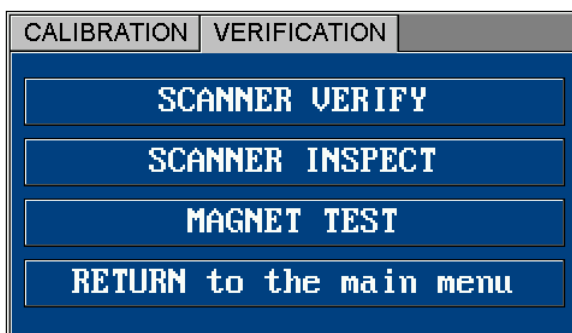 CALIBRATION VERIFICATION
SCANNER VERIFY
SCANNER INSPECT
MAGNET TEST
RETURN to the main menu